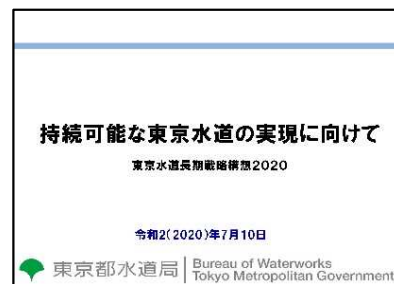 持続可能な東京水道の実現に向けて
東京水道長期戦略構想2020
令和2(2020)年7月10日
東京都水道局
Bureau of Waterworks
Tokyo Metropolitan Government